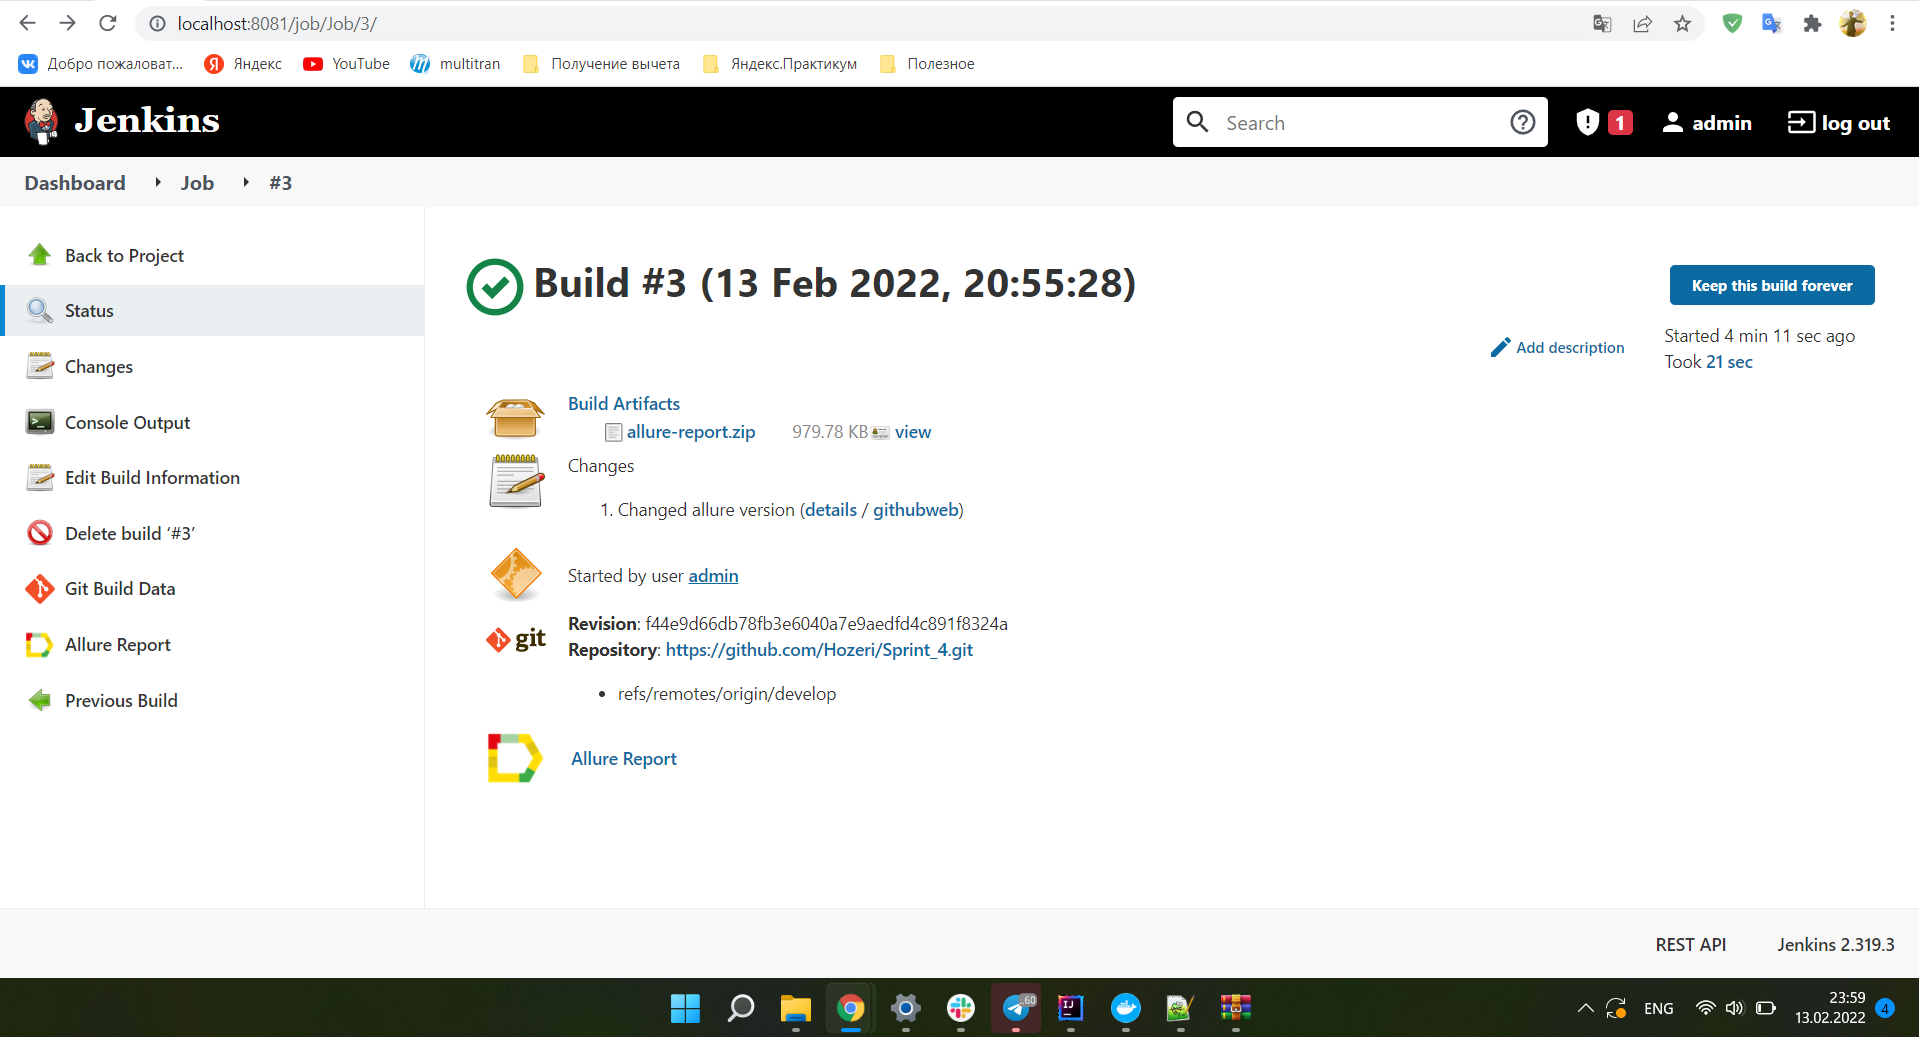 localhost:8081/job/Job/3/
Добро пожаловат... Яндекс YouTube multitran Получение вычета Яндекс.Практикум Полезное
Jenkins Search 1 admin log out
Dashboard Job #3
Back to Project
Status
Changes
Console Output
Edit Build Information
Delete build ‘#3’
Git Build Data
Allure Report
Previous Build
Build #3 (13 Feb 2022, 20:55:28)
Keep this build forever
Add description
Started 4 min 11 sec ago
Took 21 sec
Build Artifacts
allure-report.zip 979.78 KB view
Changes
1. Changed allure version (details / githubweb)
Started by user admin
git
Revision: f44e9d66db78fb3e6040a7e9aedfd4c891f8324a
Repository: https://github.com/Hozeri/Sprint_4.git
• refs/remotes/origin/develop
Allure Report
REST API Jenkins 2.319.3
.60
IJ
ENG
23:59
13.02.2022
4